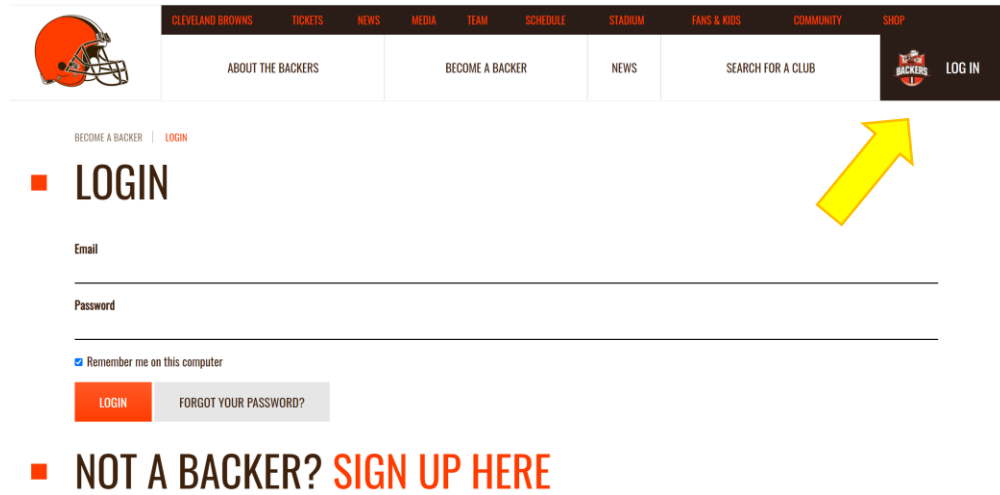 CLEVELAND BROWNS TICKETS NEWS MEDIA TEAM SCHEDULE STADIUM FANS & KIDS COMMUNITY SHOP
ABOUT THE BACKERS BECOME A BACKER NEWS SEARCH FOR A CLUB BACKERS LOG IN
BECOME A BACKER | LOGIN
LOGIN
Email
Password
Remember me on this computer
LOGIN FORGOT YOUR PASSWORD?
NOT A BACKER? SIGN UP HERE